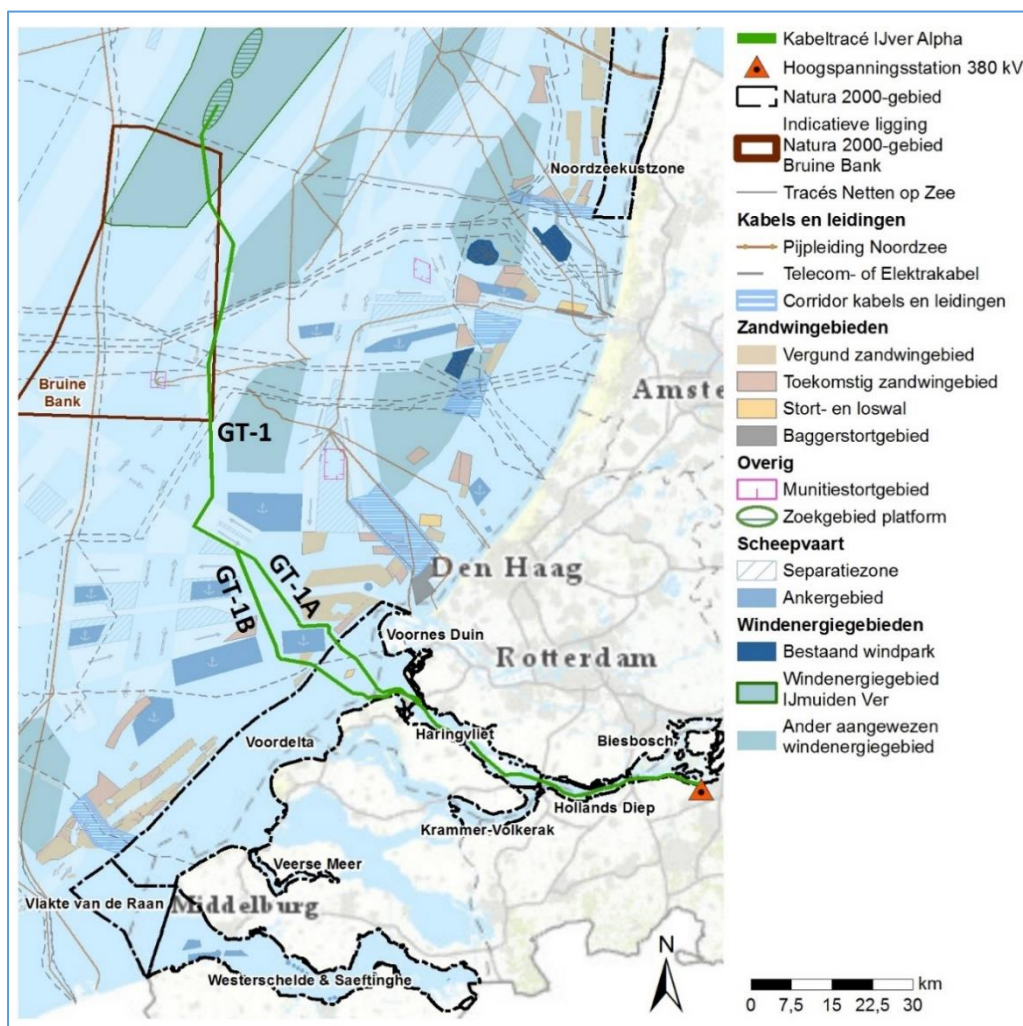 Noordzeekustzone
Amste
Bruine
Bank
GT-1
Den Haag
GT-1A
GT-1B
Voornes Duin
Rotterdam
Haringvliet
Biesbosch
Voordelta
Hollands Diep
Krammer-Volkerak
Veerse Meer
Vlakte van de Raan
Middelburg
Westerschelde & Saeftinghe
N
Kabeltracé IJver Alpha
Hoogspanningsstation 380 kV
Natura 2000-gebied
Indicatieve ligging
Natura 2000-gebied
Bruine Bank
Tracés Netten op Zee
Kabels en leidingen
Pijpleiding Noordzee
Telecom- of Elektrakabel
Corridor kabels en leidingen
Zandwingebieden
Vergund zandwingebied
Toekomstig zandwingebied
Stort- en loswal
Baggerstortgebied
Overig
Munitiestortgebied
Zoekgebied platform
Scheepvaart
Separatiezone
Ankergebied
Windenergiegebieden
Bestaand windpark
Windenergiegebied
IJmuiden Ver
Ander aangewezen
windenergiegebied
km
0 7,5 15 22,5 30